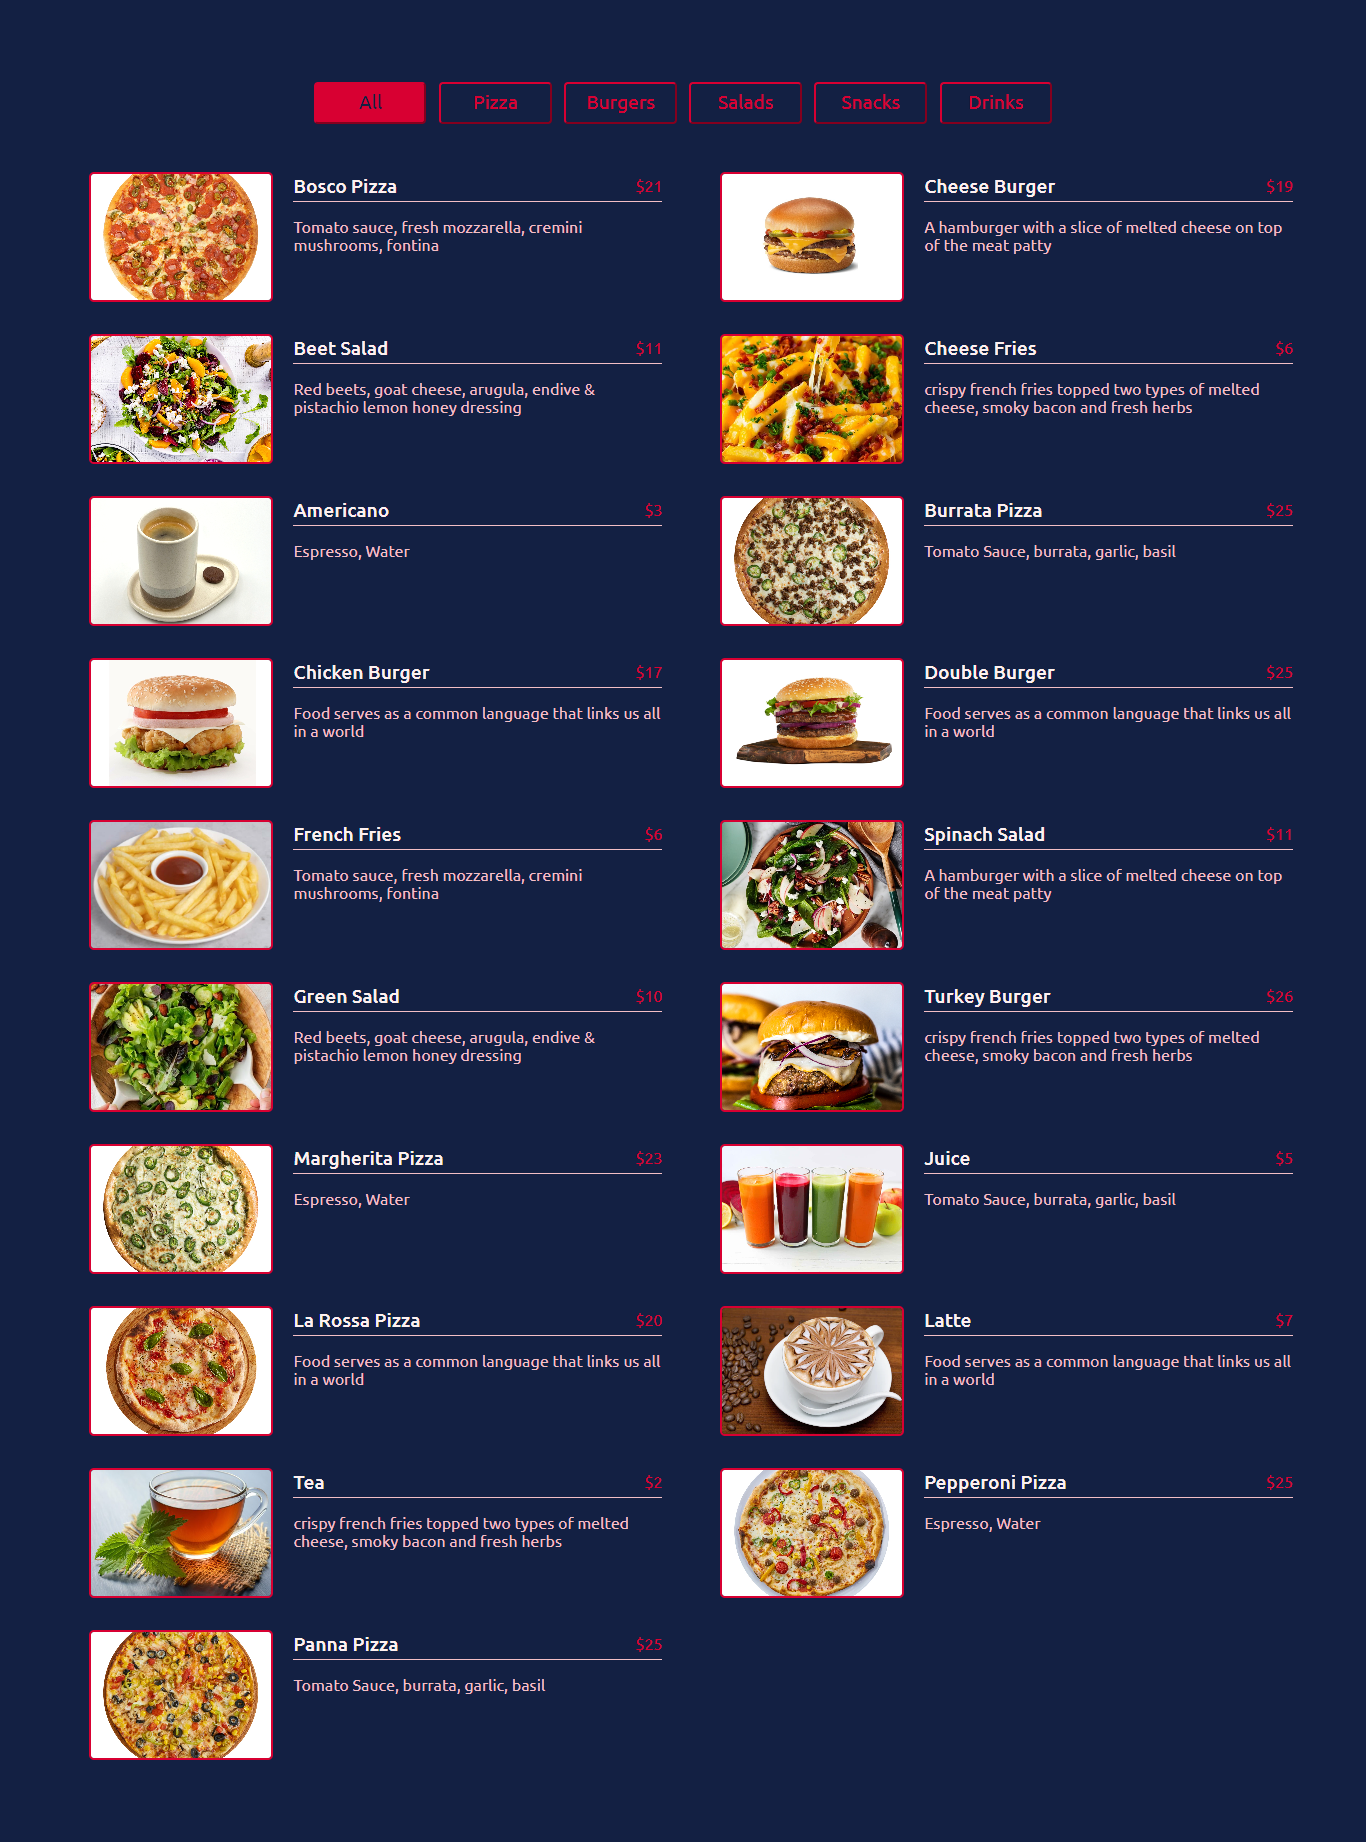 All
Pizza
Burgers
Salads
Snacks
Drinks
Bosco Pizza $21
Tomato sauce, fresh mozzarella, cremini
mushrooms, fontina
Cheese Burger $19
A hamburger with a slice of melted cheese on top
of the meat patty
Beet Salad $11
Red beets, goat cheese, arugula, endive &
pistachio lemon honey dressing
Cheese Fries $6
crispy french fries topped two types of melted
cheese, smoky bacon and fresh herbs
Americano $3
Espresso, Water
Burrata Pizza $25
Tomato Sauce, burrata, garlic, basil
Chicken Burger $17
Food serves as a common language that links us all
in a world
Double Burger $25
Food serves as a common language that links us all
in a world
French Fries $6
Tomato sauce, fresh mozzarella, cremini
mushrooms, fontina
Spinach Salad $11
A hamburger with a slice of melted cheese on top
of the meat patty
Green Salad $10
Red beets, goat cheese, arugula, endive &
pistachio lemon honey dressing
Turkey Burger $26
crispy french fries topped two types of melted
cheese, smoky bacon and fresh herbs
Margherita Pizza $23
Espresso, Water
Juice $5
Tomato Sauce, burrata, garlic, basil
La Rossa Pizza $20
Food serves as a common language that links us all
in a world
Latte $7
Food serves as a common language that links us all
in a world
Tea $2
crispy french fries topped two types of melted
cheese, smoky bacon and fresh herbs
Pepperoni Pizza $25
Espresso, Water
Panna Pizza $25
Tomato Sauce, burrata, garlic, basil